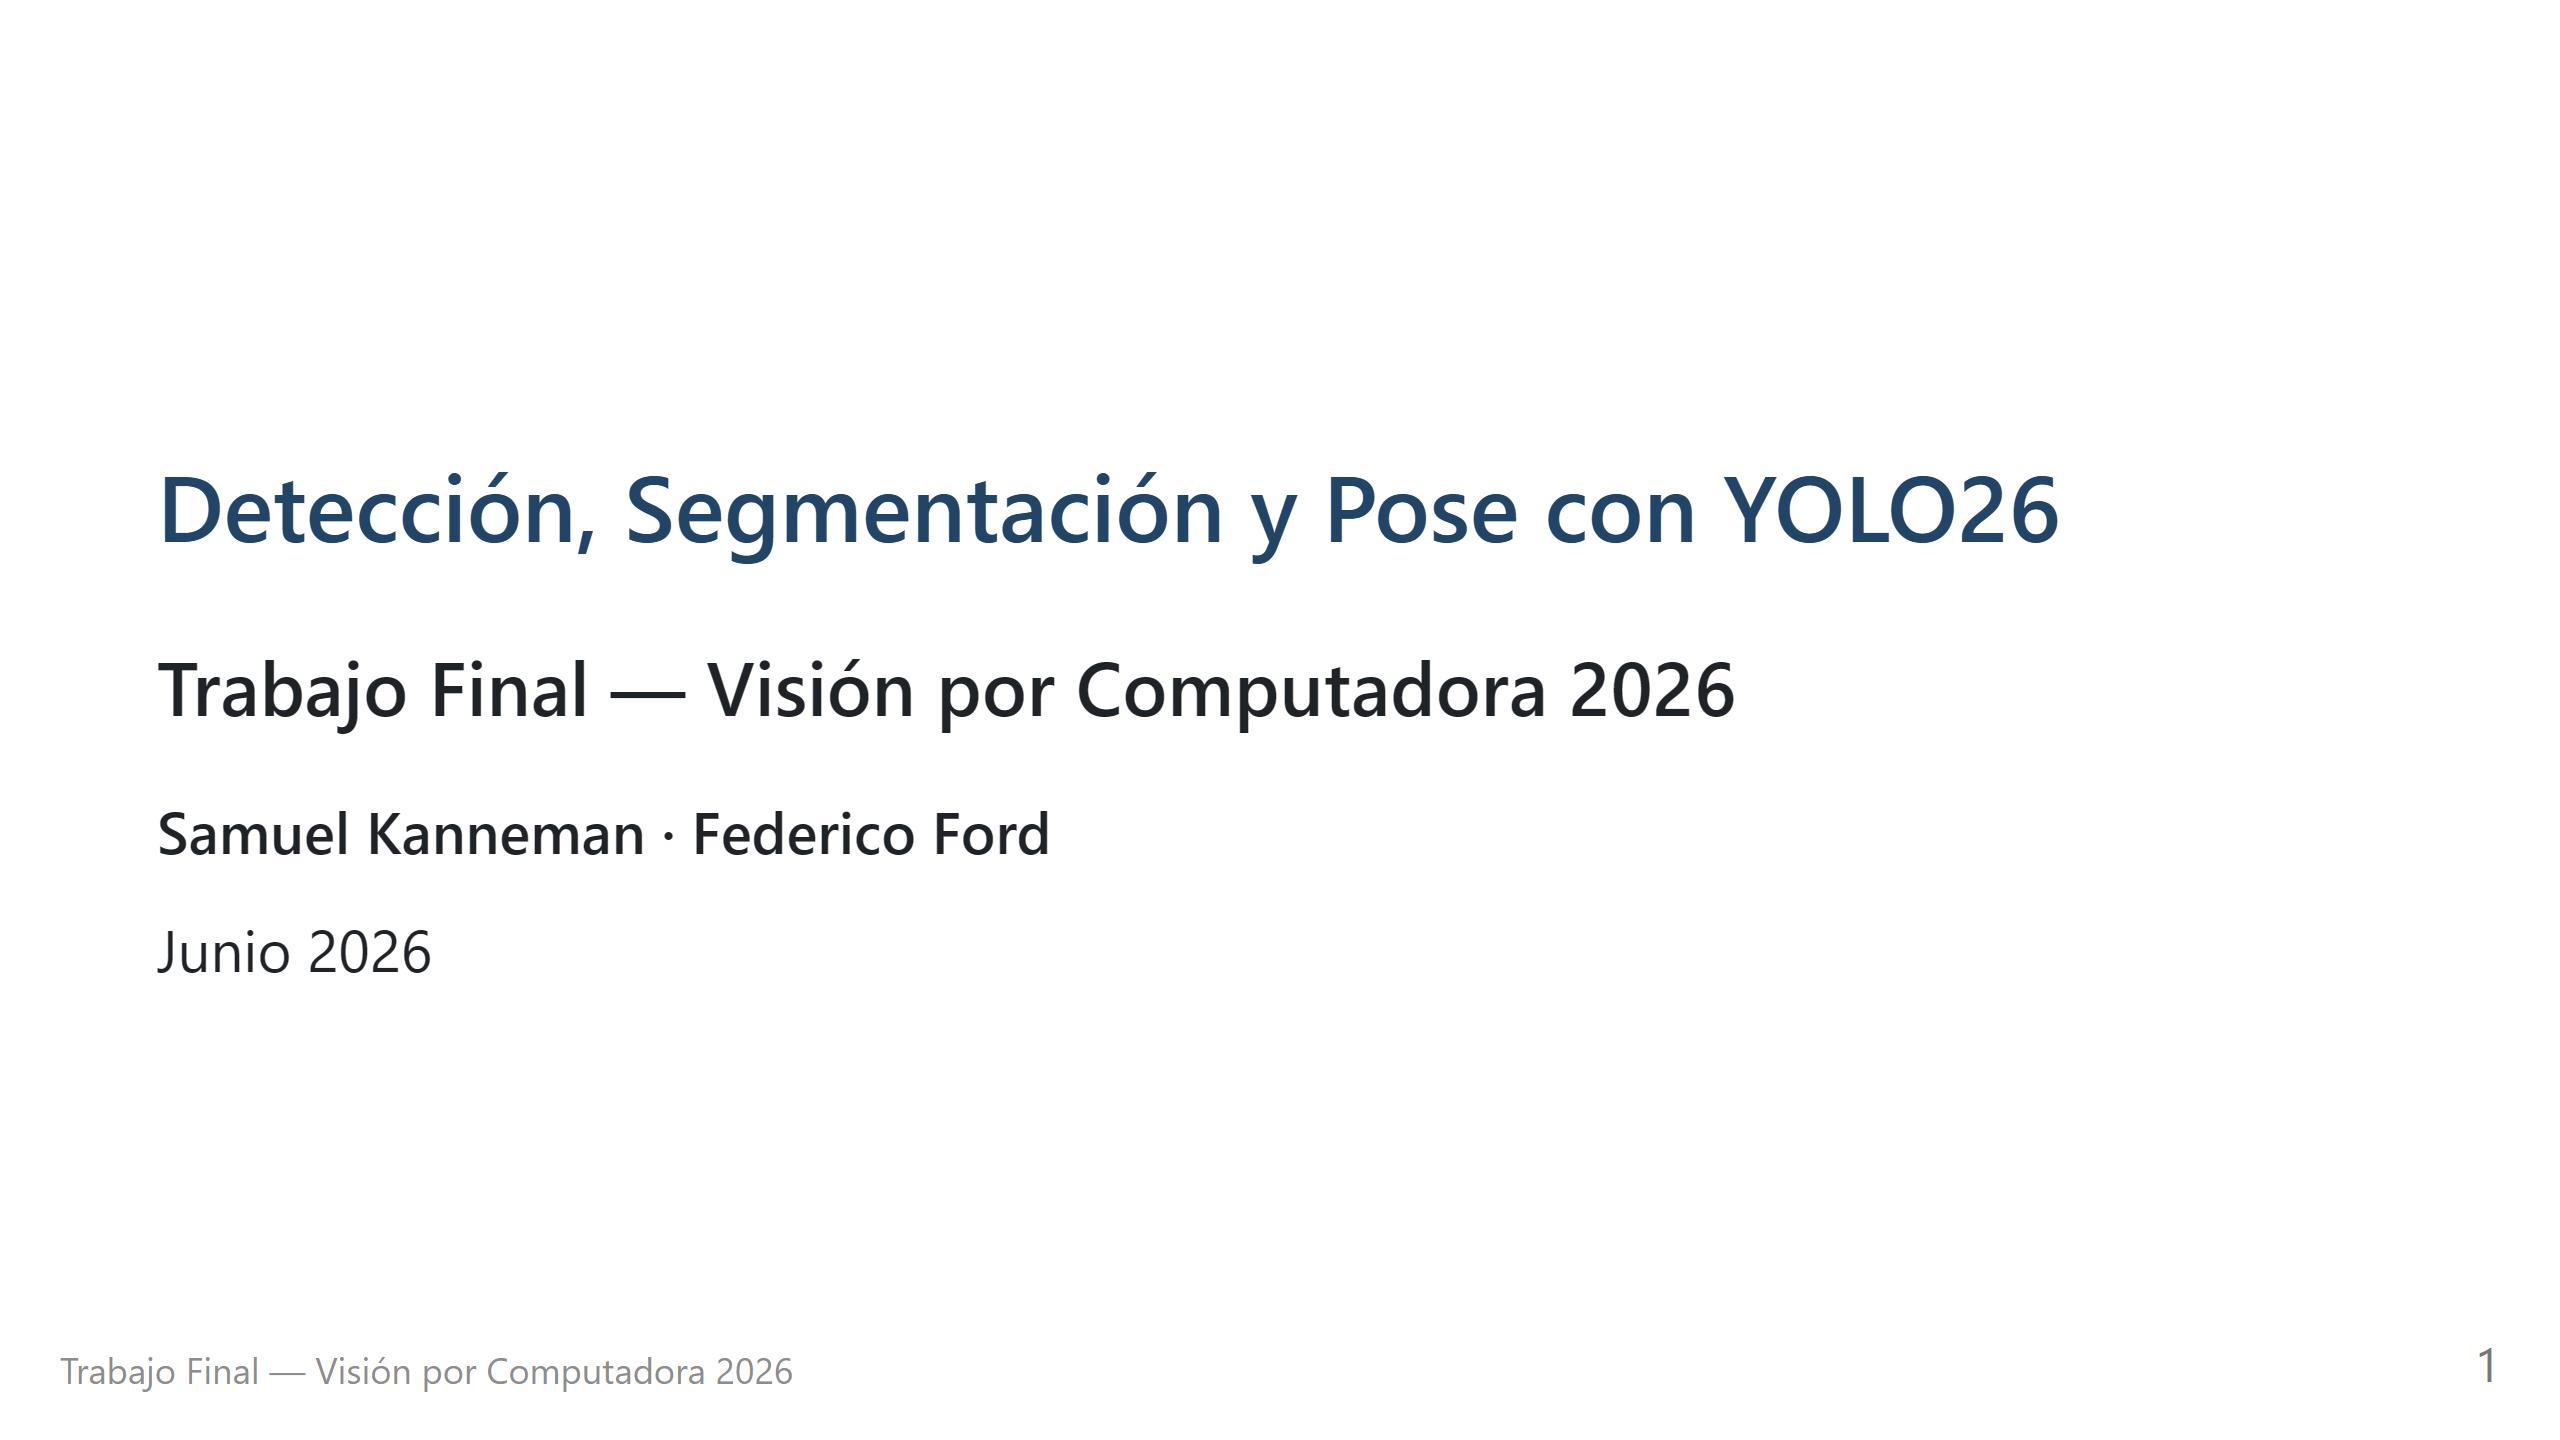 Detección, Segmentación y Pose con YOLO26
Trabajo Final — Visión por Computadora 2026
Samuel Kanneman · Federico Ford
Junio 2026
Trabajo Final — Visión por Computadora 2026
1